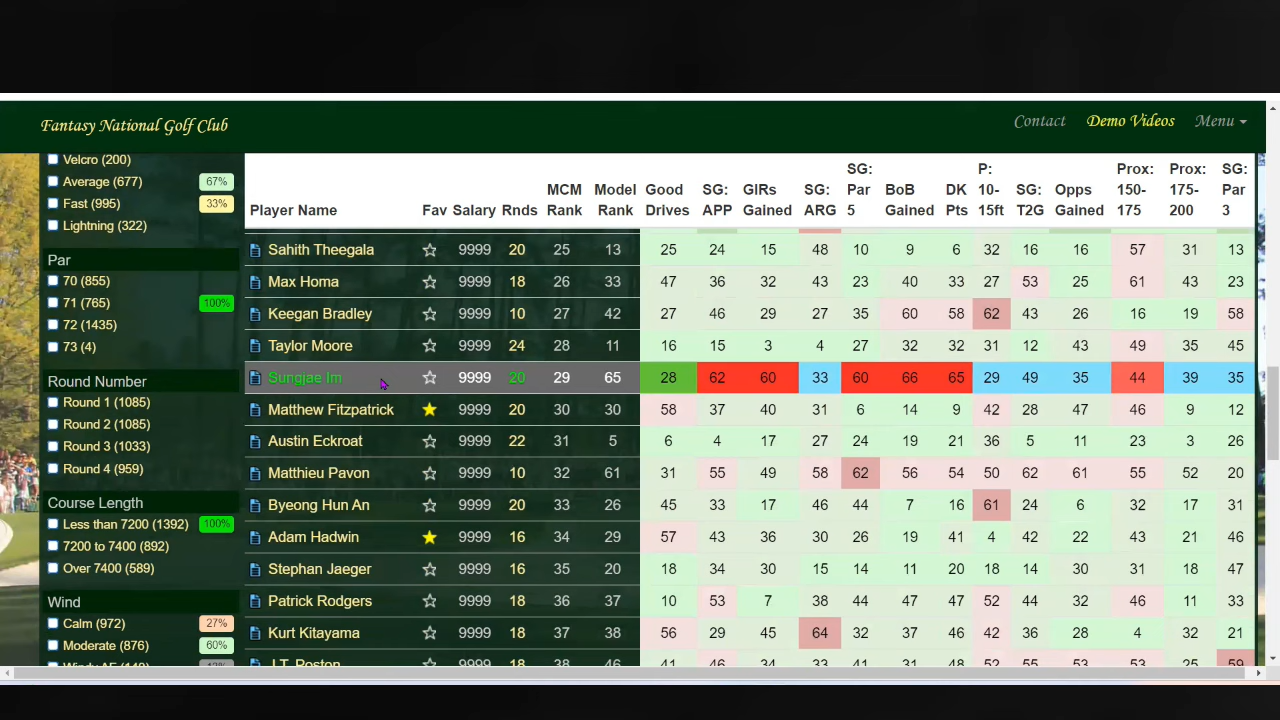 Fantasy National Golf Club
Contact Demo Videos Menu
Velcro (200)
Average (677) 67%
Fast (995) 33%
Lightning (322)
Par
70 (855)
71 (765) 100%
72 (1435)
73 (4)
Round Number
Round 1 (1085)
Round 2 (1085)
Round 3 (1033)
Round 4 (959)
Course Length
Less than 7200 (1392) 100%
7200 to 7400 (892)
Over 7400 (589)
Wind
Calm (972) 27%
Moderate (876) 60%
Player Name Fav Salary Rnds MCM Rank Model Rank Good Drives SG: APP GIRs Gained SG: ARG SG: Par 5 BoB Gained DK Pts P: 10-15ft SG: T2G Opps Gained Prox: 150-175 Prox: 175-200 SG: Par 3
Sahith Theegala 9999 20 25 13 25 24 15 48 10 9 6 32 16 16 57 31 13
Max Homa 9999 18 26 33 47 36 32 43 23 40 33 27 53 25 61 43 23
Keegan Bradley 9999 10 27 42 27 46 29 27 35 60 58 62 43 26 16 19 58
Taylor Moore 9999 24 28 11 16 15 3 4 27 32 32 31 12 43 49 35 45
Sungjae Im 9999 20 29 65 28 62 60 33 60 66 65 29 49 35 44 39 35
Matthew Fitzpatrick 9999 20 30 30 58 37 40 31 6 14 9 42 28 47 46 9 12
Austin Eckroat 9999 22 31 5 6 4 17 27 24 19 21 36 5 11 23 3 26
Matthieu Pavon 9999 10 32 61 31 55 49 58 62 56 54 50 62 61 55 52 20
Byeong Hun An 9999 20 33 26 45 33 17 46 44 7 16 61 24 6 32 17 31
Adam Hadwin 9999 16 34 29 57 43 36 30 26 19 41 4 42 22 43 21 46
Stephan Jaeger 9999 16 35 20 18 34 30 15 14 11 20 18 14 30 31 18 47
Patrick Rodgers 9999 18 36 37 10 53 7 38 44 47 47 52 44 32 46 11 33
Kurt Kitayama 9999 18 37 38 56 29 45 64 32 37 46 42 36 28 4 32 21
J.T. Poston 9999 18 38 46 41 46 34 33 41 31 48 52 55 53 53 25 59